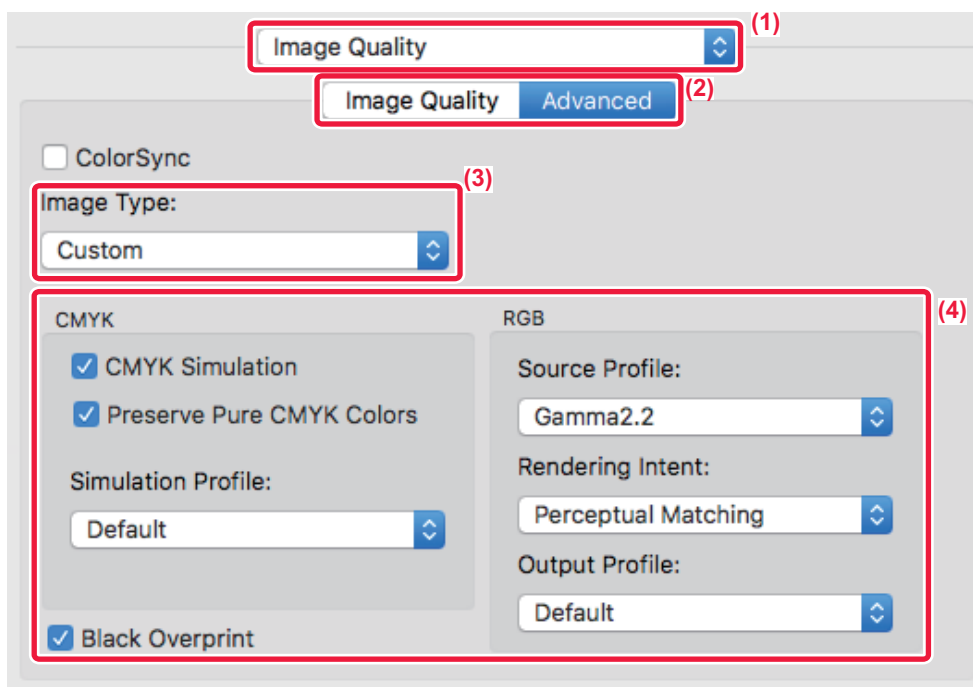 Image Quality
(1)
Image Quality
Advanced
(2)
ColorSync
(3)
Image Type:
Custom
(4)
CMYK
CMYK Simulation
Preserve Pure CMYK Colors
Simulation Profile:
Default
Black Overprint
RGB
Source Profile:
Gamma2.2
Rendering Intent:
Perceptual Matching
Output Profile:
Default